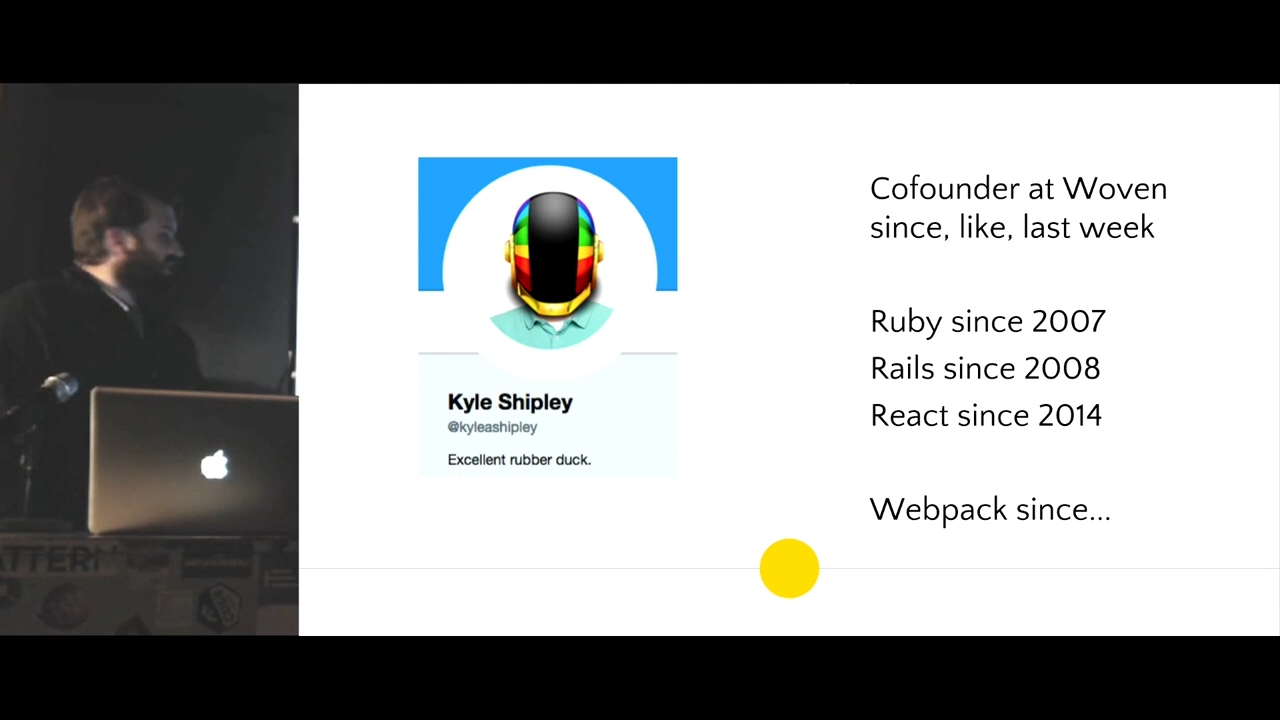 Kyle Shipley
@kyleashipley
Excellent rubber duck.
Cofounder at Woven
since, like, last week
Ruby since 2007
Rails since 2008
React since 2014
Webpack since...